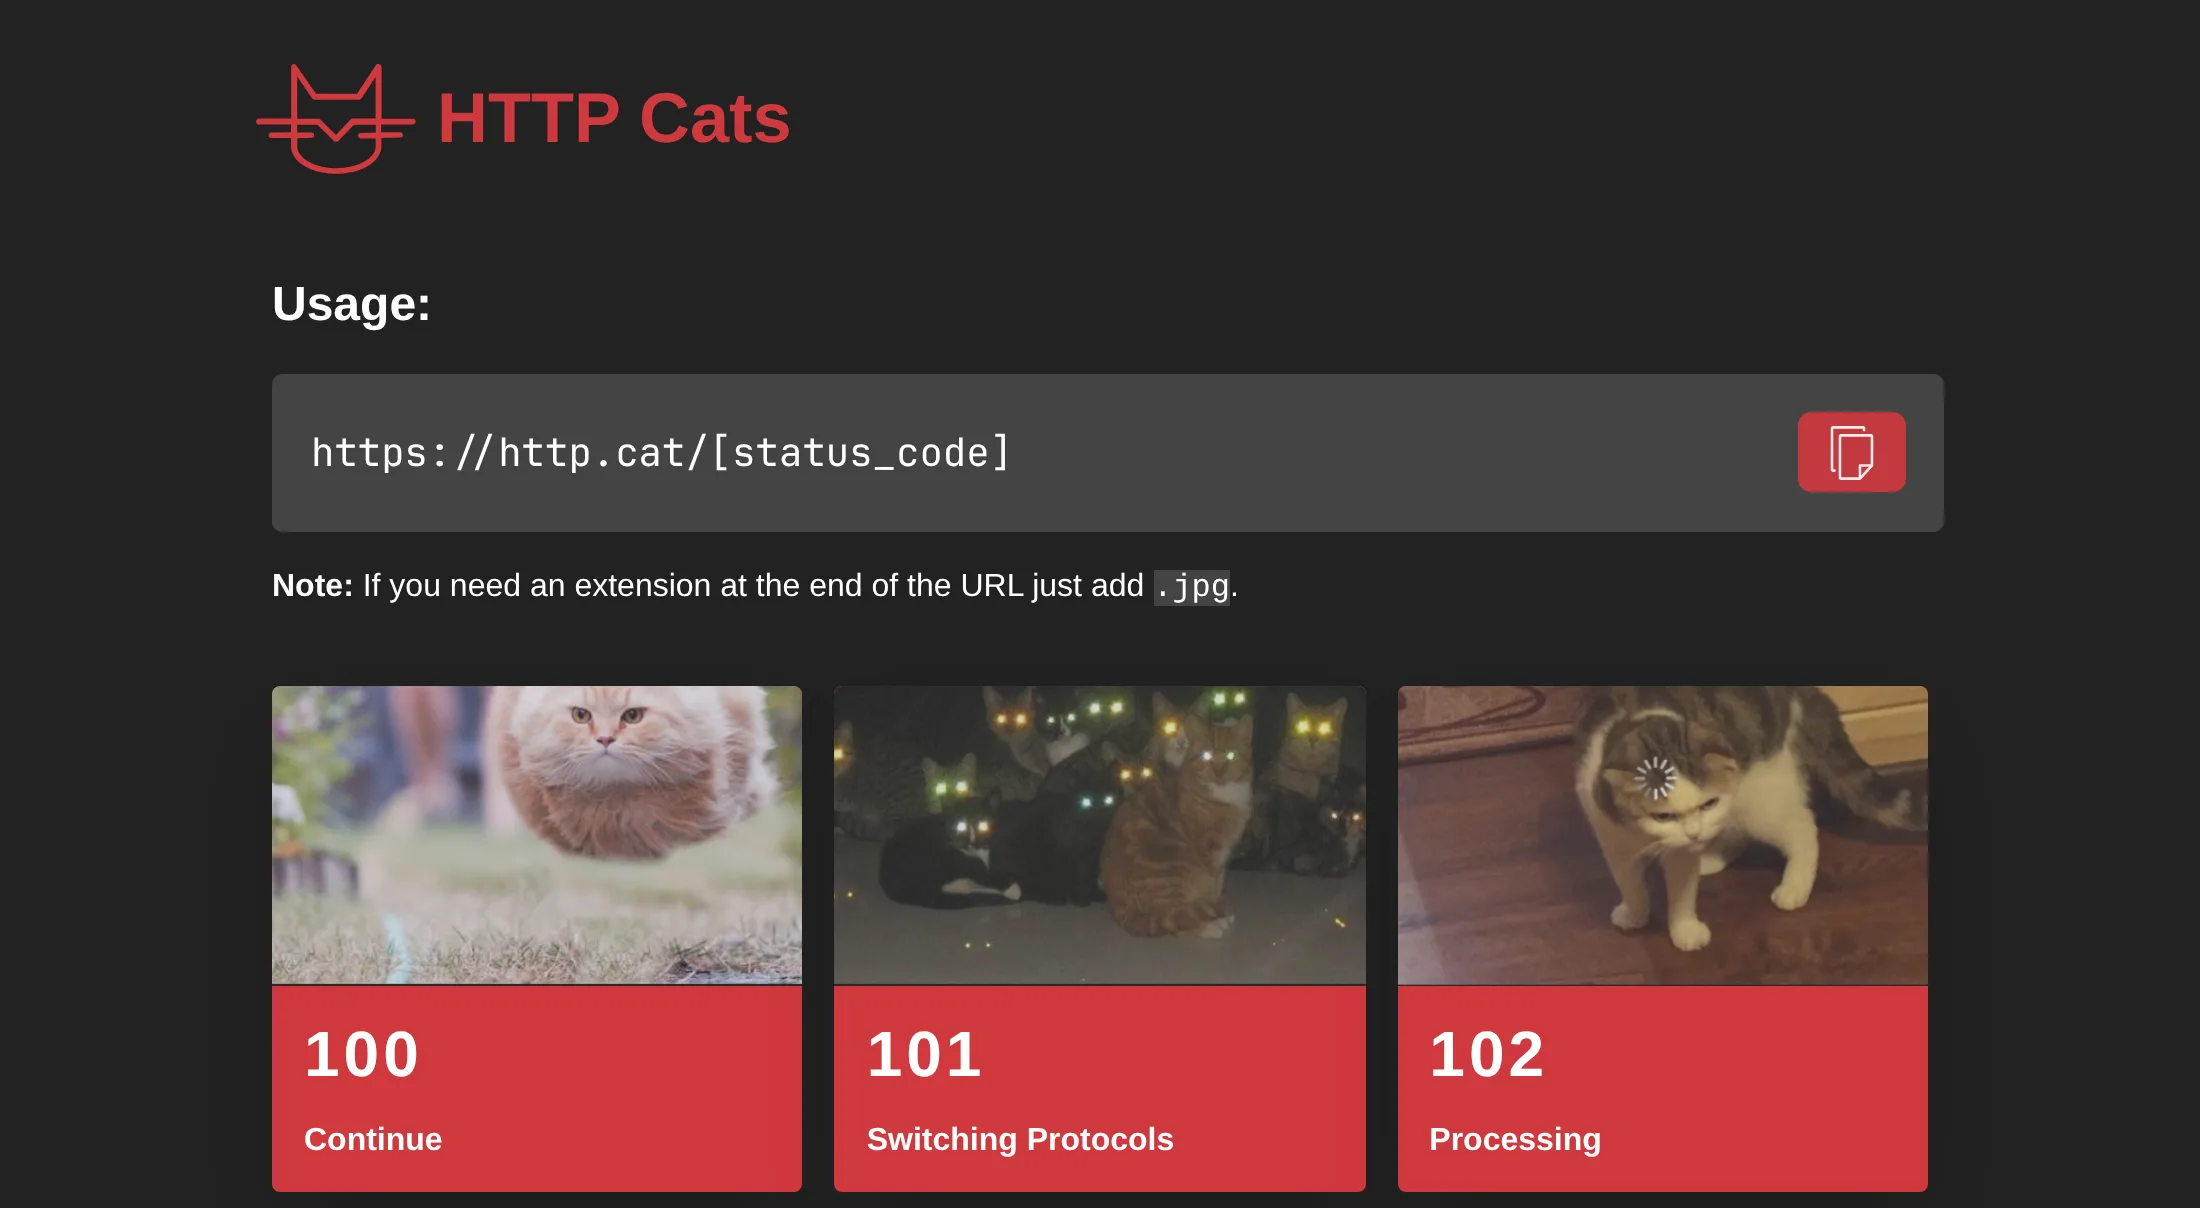 HTTP Cats
Usage:
https://http.cat/[status_code]
Note: If you need an extension at the end of the URL just add .jpg.
100
Continue
101
Switching Protocols
102
Processing